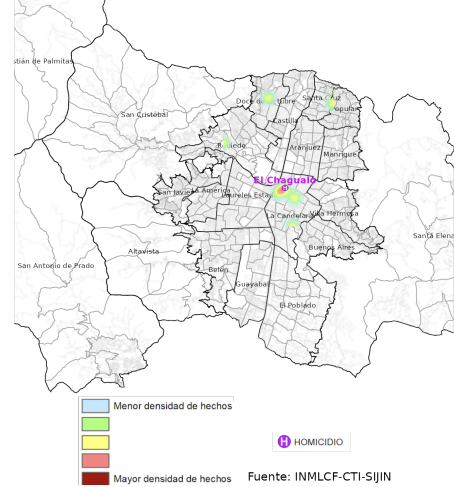 stián de Palmitas
Doce de Octubre
Santa Cruz
Popular
San Cristóbal
Castilla
Robledo
Aranjuez
Manrique
El Chagualo
H
San Javier
La América
Laureles Estadio
La Candelaria
Villa Hermosa
Santa Elena
Altavista
Buenos Aires
San Antonio de Prado
Belén
Guayabal
El Poblado
Menor densidad de hechos
H HOMICIDIO
Mayor densidad de hechos
Fuente: INMLCF-CTI-SIJIN